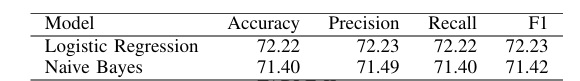 Model Accuracy Precision Recall F1
Logistic Regression 72.22 72.23 72.22 72.23
Naive Bayes 71.40 71.49 71.40 71.42